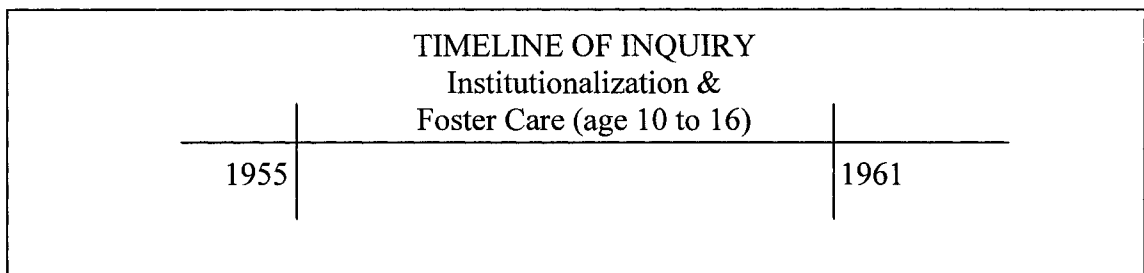 TIMELINE OF INQUIRY
Institutionalization &
Foster Care (age 10 to 16)
1955
1961